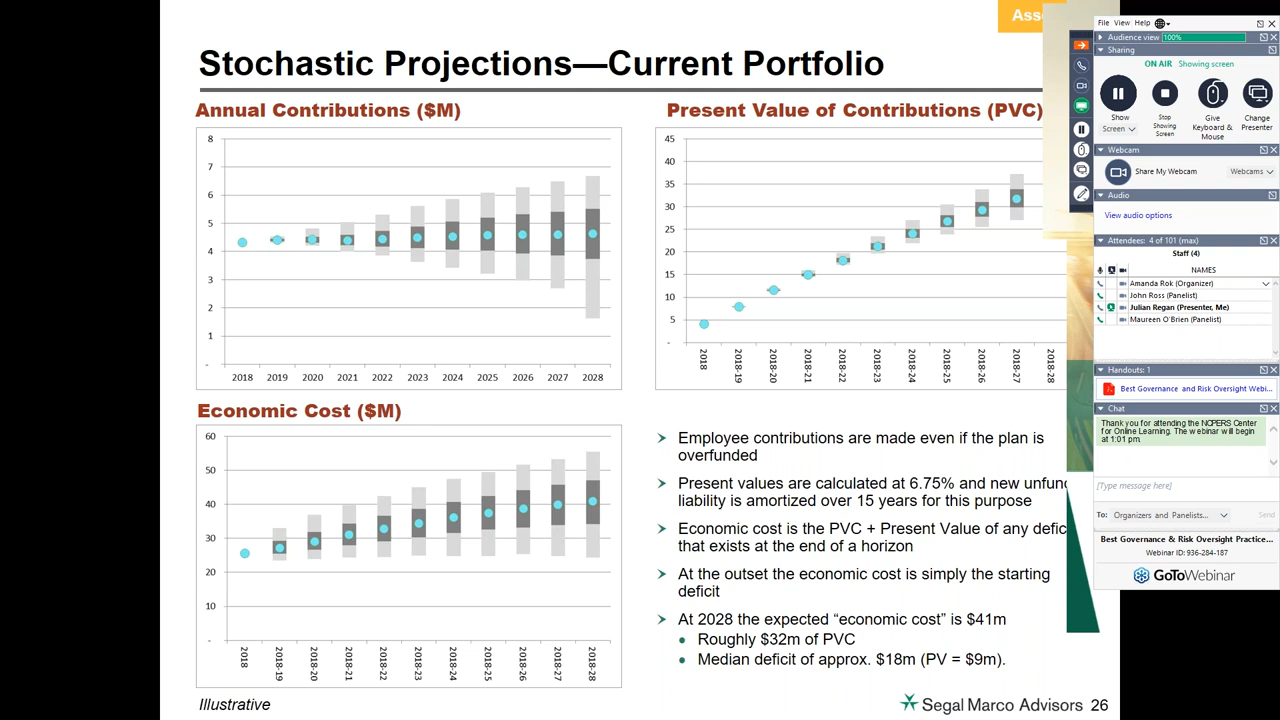 Ass
Stochastic Projections—Current Portfolio
Annual Contributions ($M)
8
7
6
5
4
3
2
1
-
2018 2019 2020 2021 2022 2023 2024 2025 2026 2027 2028
Present Value of Contributions (PVC)
45
40
35
30
25
20
15
10
5
-
2018 2018-19 2018-20 2018-21 2018-22 2018-23 2018-24 2018-25 2018-26 2018-27 2018-28
Economic Cost ($M)
60
50
40
30
20
10
-
2018 2018-19 2018-20 2018-21 2018-22 2018-23 2018-24 2018-25 2018-26 2018-27 2018-28
Employee contributions are made even if the plan is
overfunded
Present values are calculated at 6.75% and new unfund
liability is amortized over 15 years for this purpose
Economic cost is the PVC + Present Value of any defic
that exists at the end of a horizon
At the outset the economic cost is simply the starting
deficit
At 2028 the expected “economic cost” is $41m
Roughly $32m of PVC
Median deficit of approx. $18m (PV = $9m).
Illustrative
Segal Marco Advisors 26
File View Help
Audience view 100%
Sharing
ON AIR Showing screen
Show
Screen
Stop
Showing
Screen
Give
Keyboard &
Mouse
Change
Presenter
Webcam
Share My Webcam
Webcams
Audio
View audio options
Attendees: 4 of 101 (max)
Staff (4)
NAMES
Amanda Rok (Organizer)
John Ross (Panelist)
Julian Regan (Presenter, Me)
Maureen O'Brien (Panelist)
Handouts: 1
Best Governance and Risk Oversight Webi...
Chat
Thank you for attending the NCPERS Center
for Online Learning. The webinar will begin
at 1:01 pm.
[Type message here]
To: Organizers and Panelists...
Send
Best Governance & Risk Oversight Practice...
Webinar ID: 936-284-187
GoToWebinar